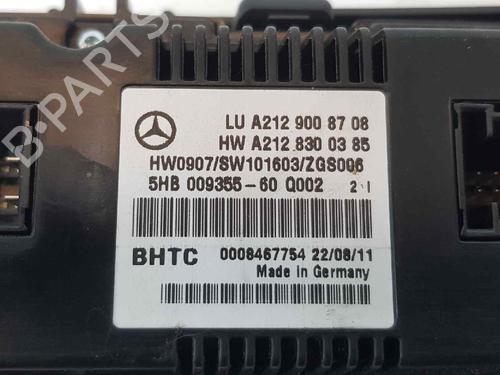 LU A212 900 87 08
HW A212 830 03 85
HW0907/SW101603/ZGS006
5HB 009355-60 Q002 2 I
BHTC 0008467754 22/08/11
Made in Germany
B-PARTS